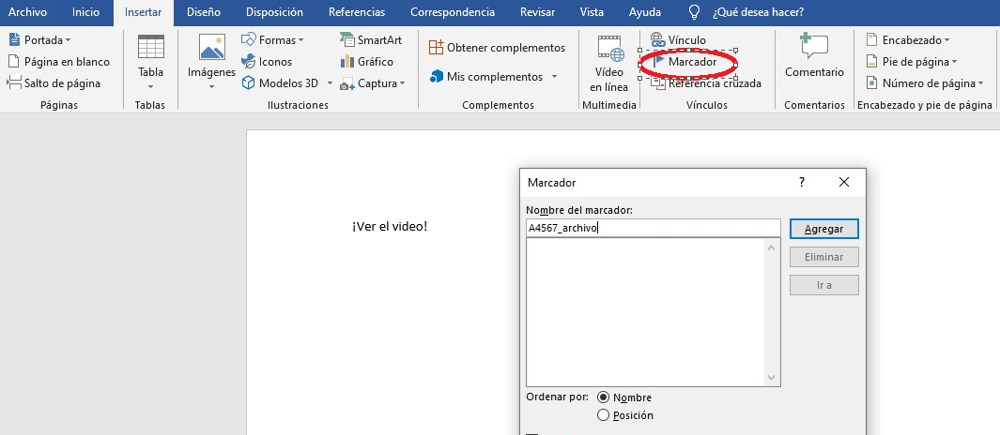 Archivo Inicio Insertar Diseño Disposición Referencias Correspondencia Revisar Vista Ayuda ¿Qué desea hacer?
Portada
Página en blanco
Salto de página
Páginas
Tabla
Tablas
Imágenes
Formas
Iconos
Modelos 3D
SmartArt
Gráfico
Captura
Ilustraciones
Obtener complementos
Mis complementos
Complementos
Vídeo
en línea
Multimedia
Vínculo
Marcador
Referencia cruzada
Vínculos
Comentario
Comentarios
Encabezado
Pie de página
Número de página
Encabezado y pie de página
¡Ver el video!
Marcador ?
Nombre del marcador:
A4567_archivo
Agregar
Eliminar
Ir a
Ordenar por: Nombre
Posición